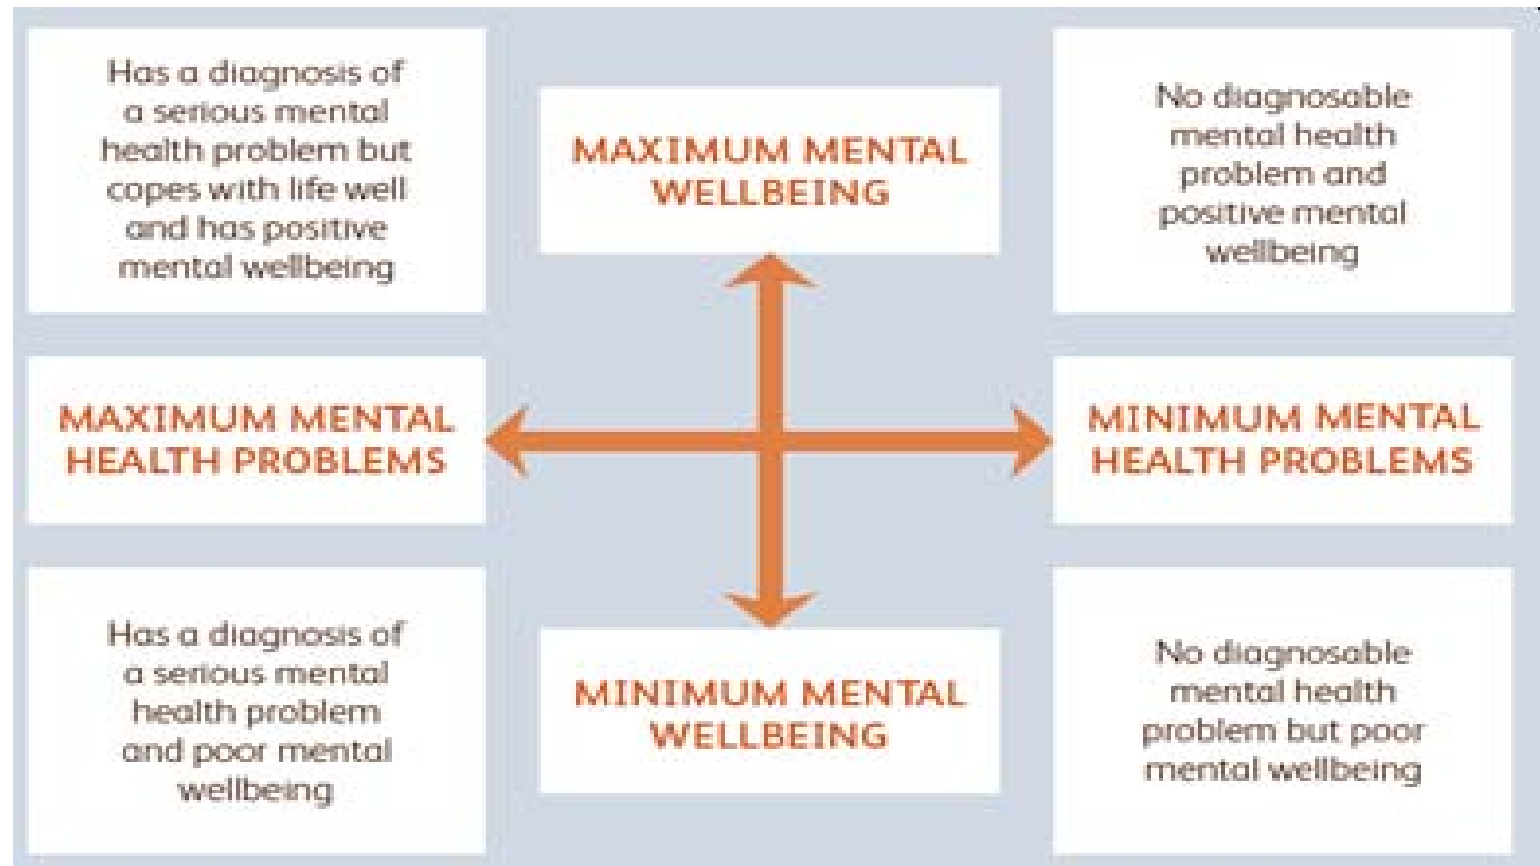 Has a diagnosis of
a serious mental
health problem but
copes with life well
and has positive
mental wellbeing
MAXIMUM MENTAL
WELLBEING
No diagnosable
mental health
problem and
positive mental
wellbeing
MAXIMUM MENTAL
HEALTH PROBLEMS
MINIMUM MENTAL
HEALTH PROBLEMS
Has a diagnosis of
a serious mental
health problem
and poor mental
wellbeing
MINIMUM MENTAL
WELLBEING
No diagnosable
mental health
problem but poor
mental wellbeing